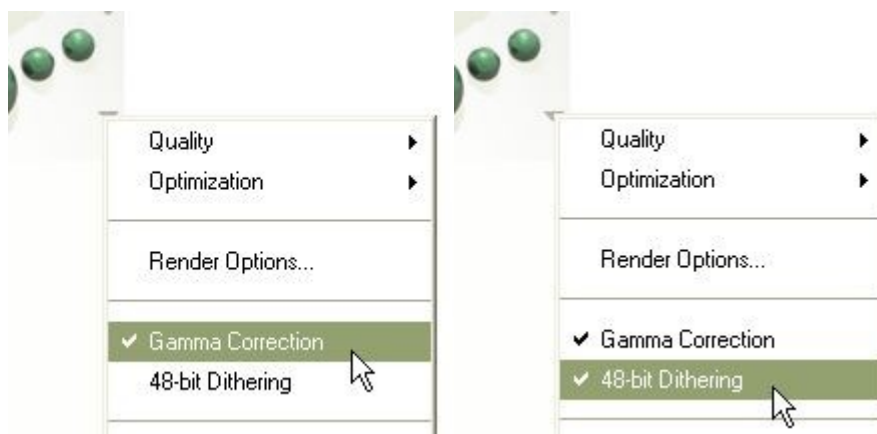 Quality
Optimization
Render Options...
Gamma Correction
48-bit Dithering
Quality
Optimization
Render Options...
Gamma Correction
48-bit Dithering